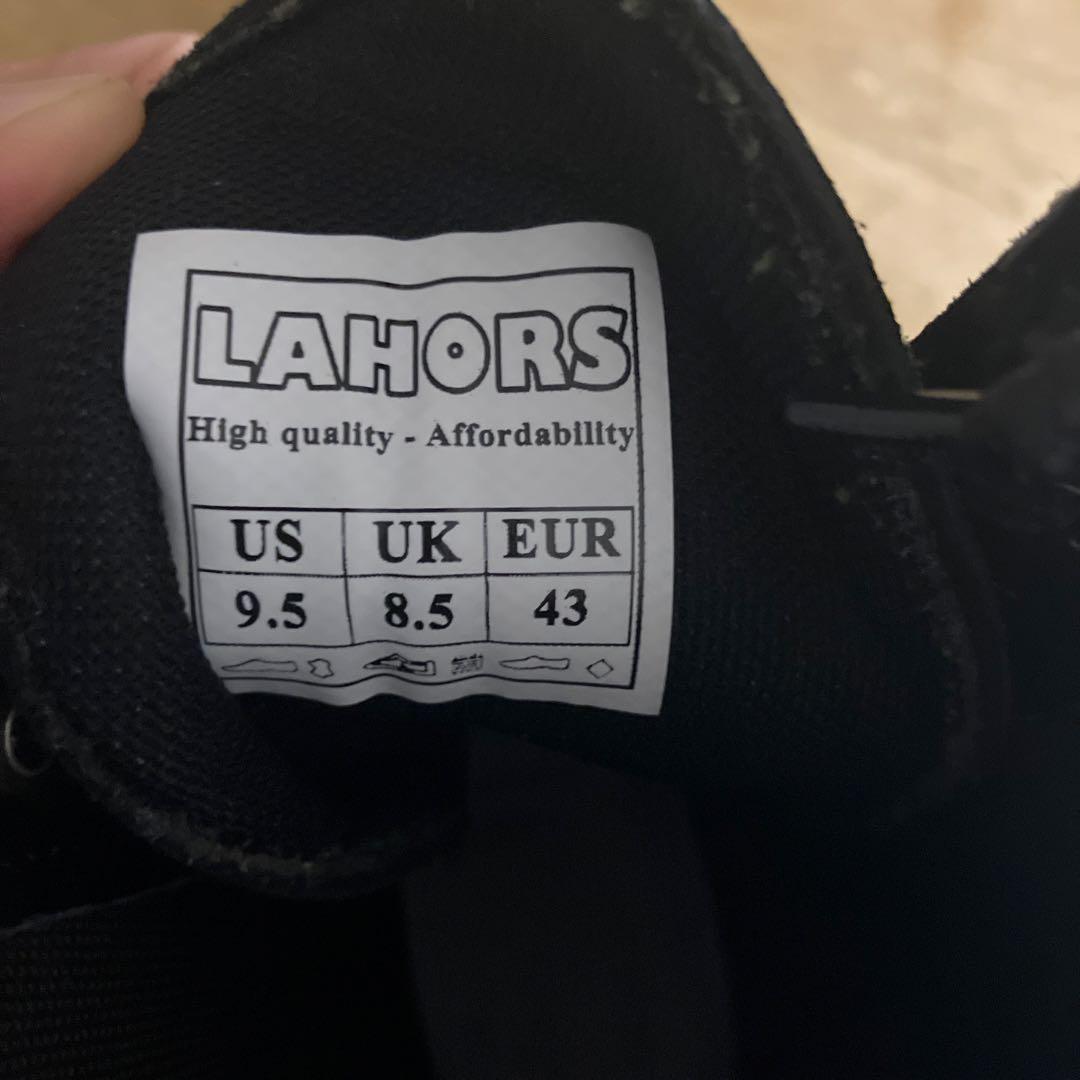 LAHORS
High quality - Affordability
US UK EUR
9.5 8.5 43